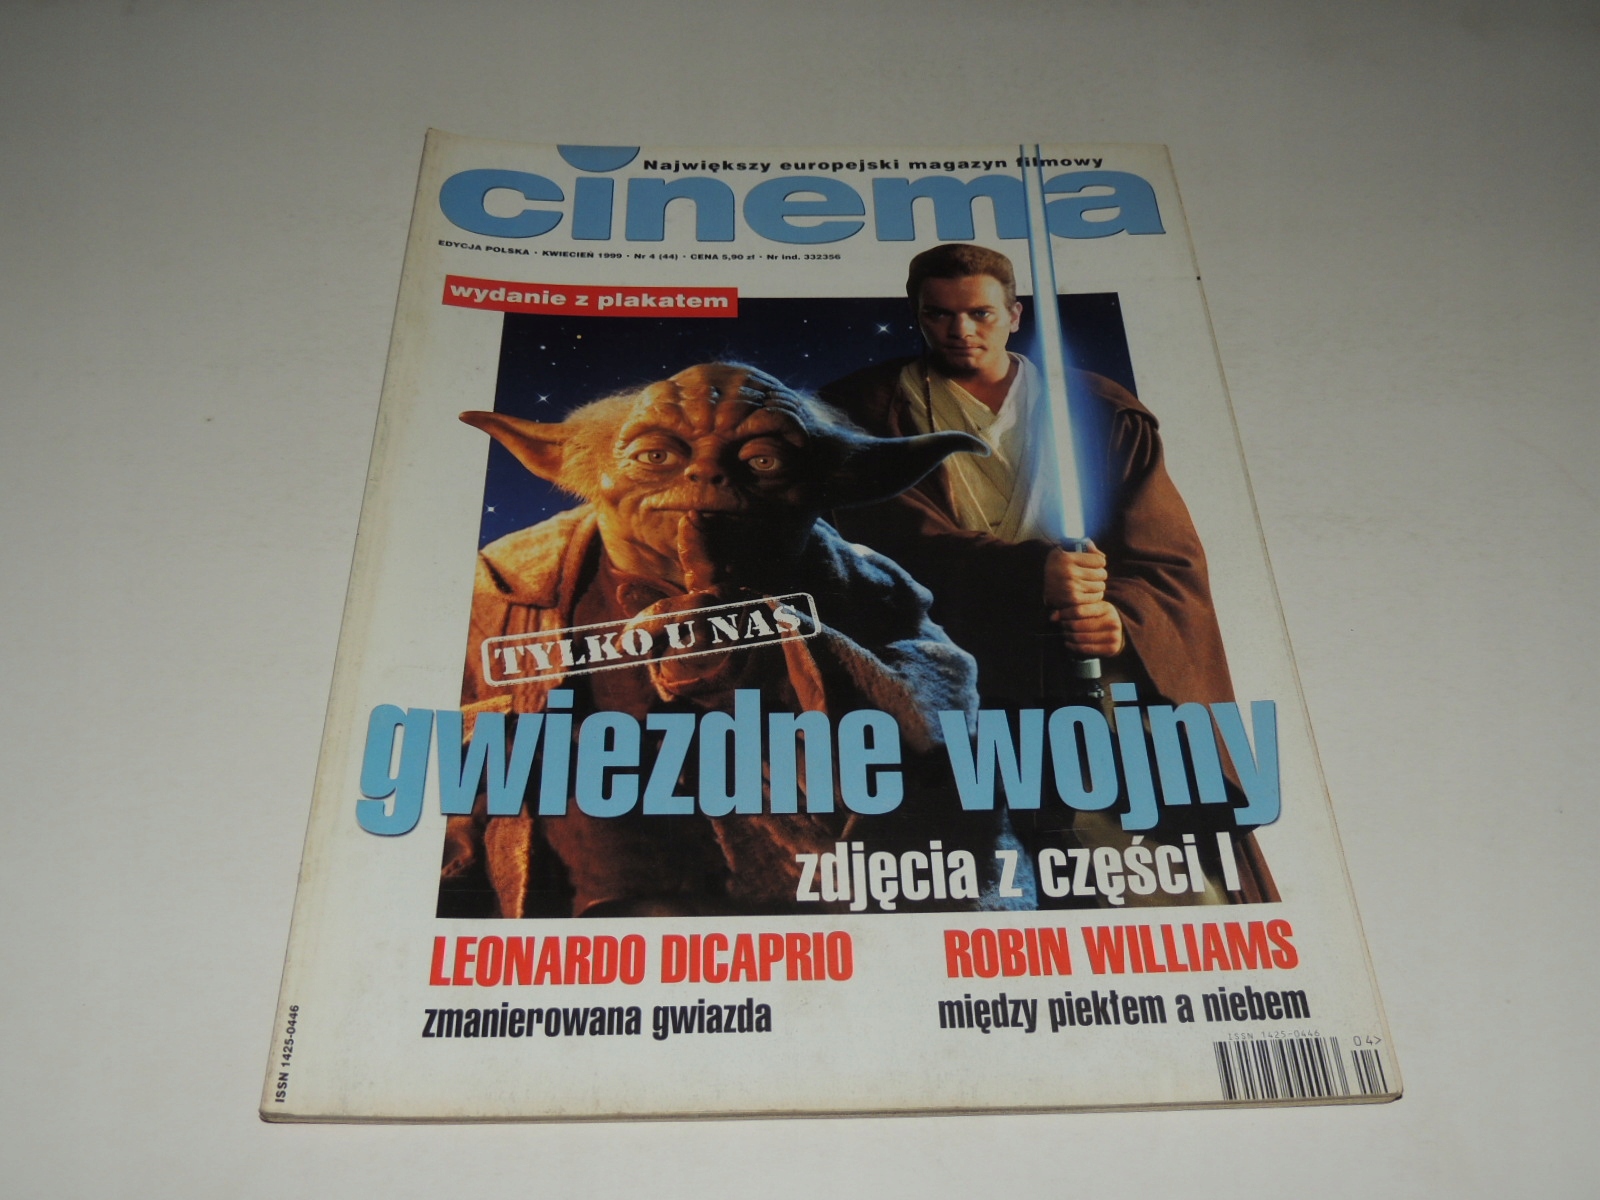 Największy europejski magazyn filmowy
cinema
EDYCJA POLSKA · KWIECIEŃ 1999 · Nr 4 (44) · CENA 5,90 zł · Nr ind. 332356
wydanie z plakatem
TYLKO U NAS
gwiezdne wojny
zdjęcia z części I
LEONARDO DICAPRIO
zmanierowana gwiazda
ROBIN WILLIAMS
między piekłem a niebem
ISSN 1425-0446
ISSN 1425-0446
04>